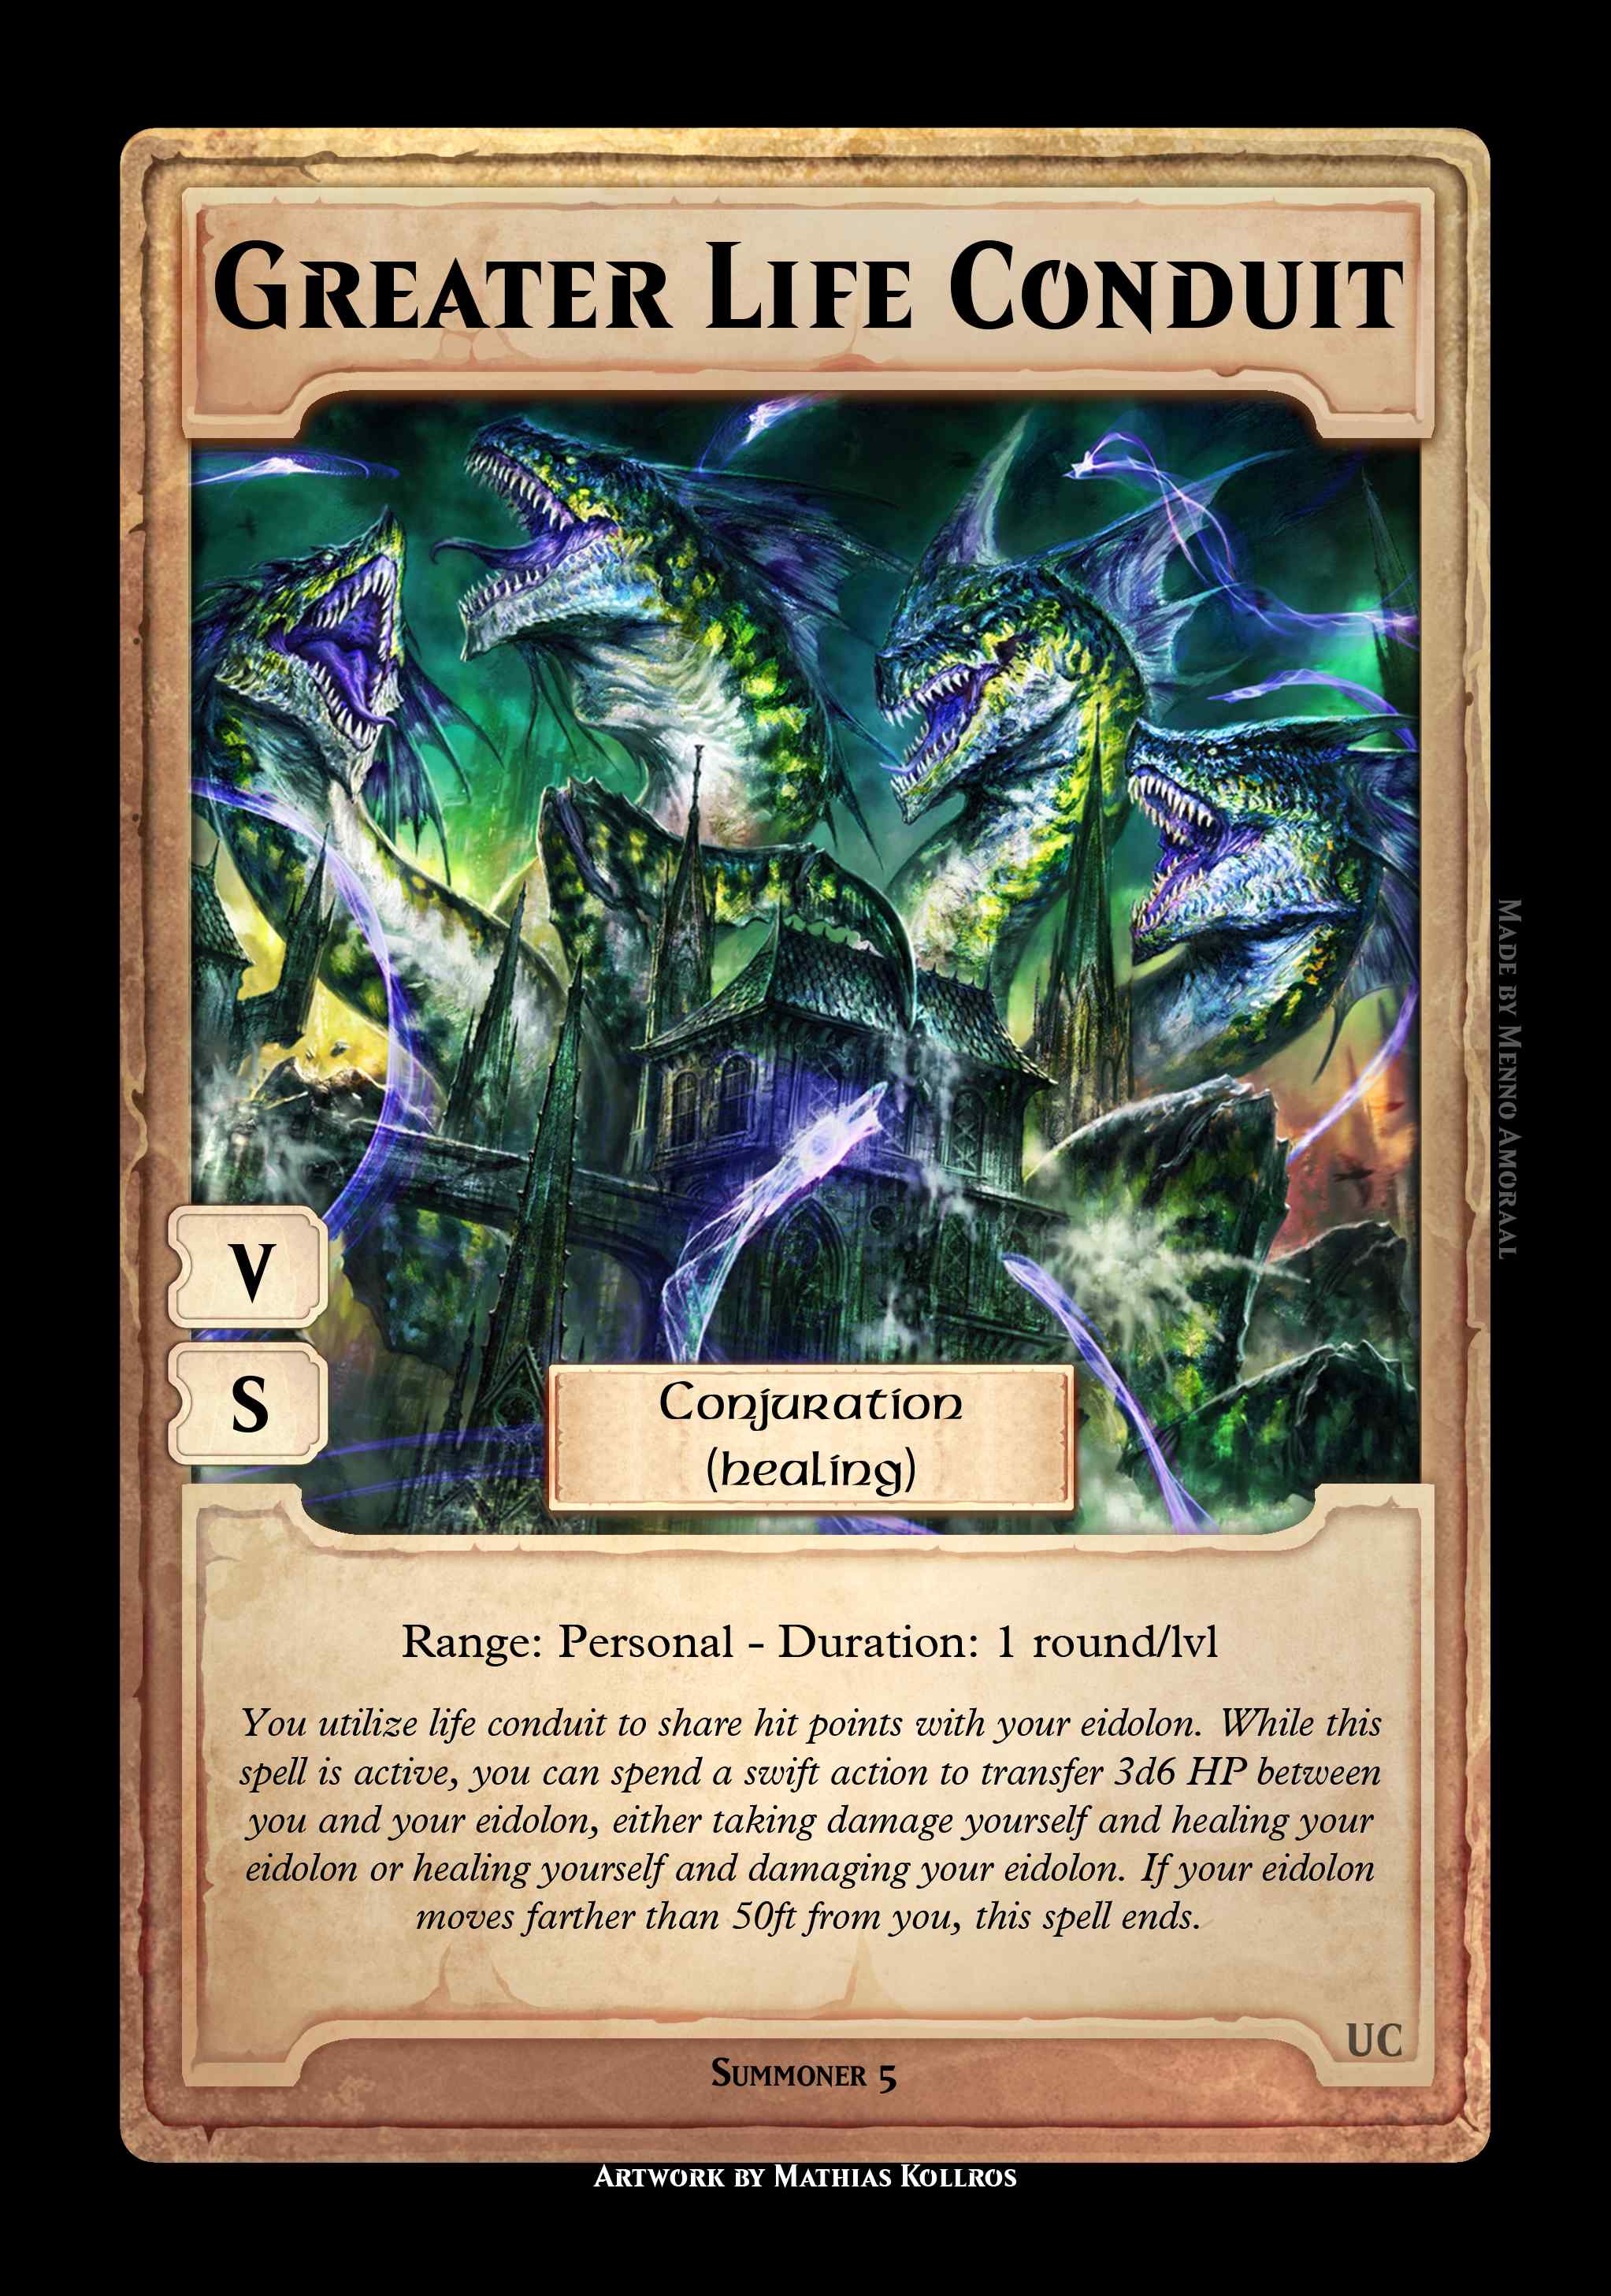 Greater Life Conduit
V
S
Conjuration
(healing)
Range: Personal - Duration: 1 round/lvl
You utilize life conduit to share hit points with your eidolon. While this
spell is active, you can spend a swift action to transfer 3d6 HP between
you and your eidolon, either taking damage yourself and healing your
eidolon or healing yourself and damaging your eidolon. If your eidolon
moves farther than 50ft from you, this spell ends.
UC
Summoner 5
Artwork by Mathias Kollros
Made by Menno Amoraal